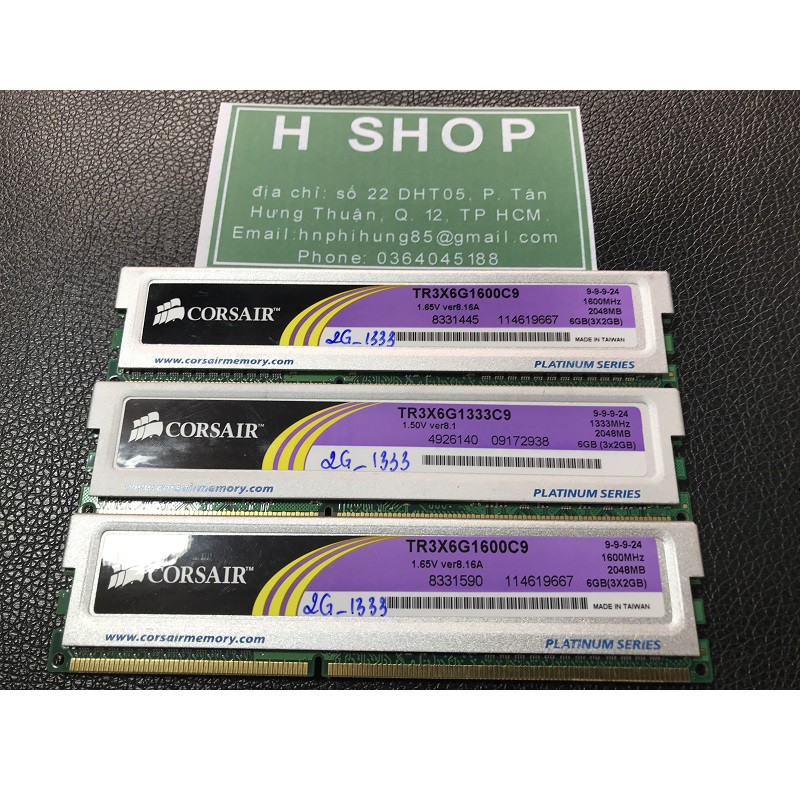 H SHOP
địa chỉ: số 22 DHT05, P. Tân
Hưng Thuận, Q. 12, TP HCM.
Email:hnphihung85@gmail.com
Phone: 0364045188
CORSAIR™
TR3X6G1600C9
1.65V ver8.16A
8331445 114619667
9-9-9-24
1600MHz
2048MB
6GB(3X2GB)
2G_1333
MADE IN TAIWAN
www.corsairmemory.com
PLATINUM SERIES
CORSAIR™
TR3X6G1333C9
1.50V ver8.1
4926140 09172938
9-9-9-24
1333MHz
2048MB
6GB (3x2GB)
2G_1333
www.corsairmemory.com
PLATINUM SERIES
CORSAIR™
TR3X6G1600C9
1.65V ver8.16A
8331590 114619667
9-9-9-24
1600MHz
2048MB
6GB(3X2GB)
2G_1333
MADE IN TAIWAN
www.corsairmemory.com
PLATINUM SERIES